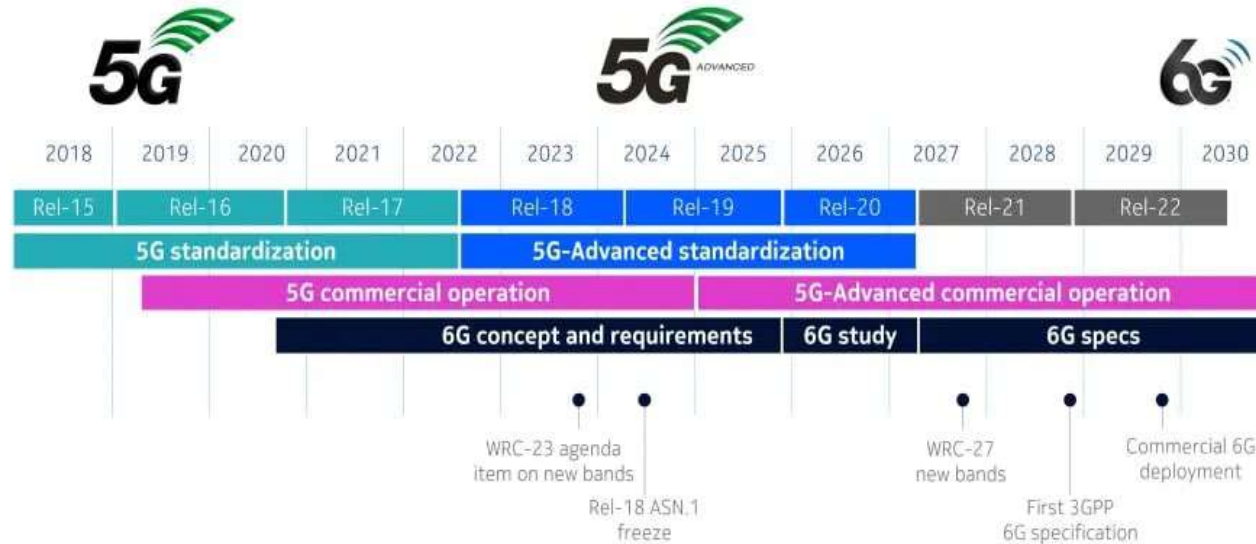 5G
5G ADVANCED
6G
2018 2019 2020 2021 2022 2023 2024 2025 2026 2027 2028 2029 2030
Rel-15 Rel-16 Rel-17 Rel-18 Rel-19 Rel-20 Rel-21 Rel-22
5G standardization 5G-Advanced standardization
5G commercial operation 5G-Advanced commercial operation
6G concept and requirements 6G study 6G specs
WRC-23 agenda
item on new bands
Rel-18 ASN.1
freeze
WRC-27
new bands
First 3GPP
6G specification
Commercial 6G
deployment